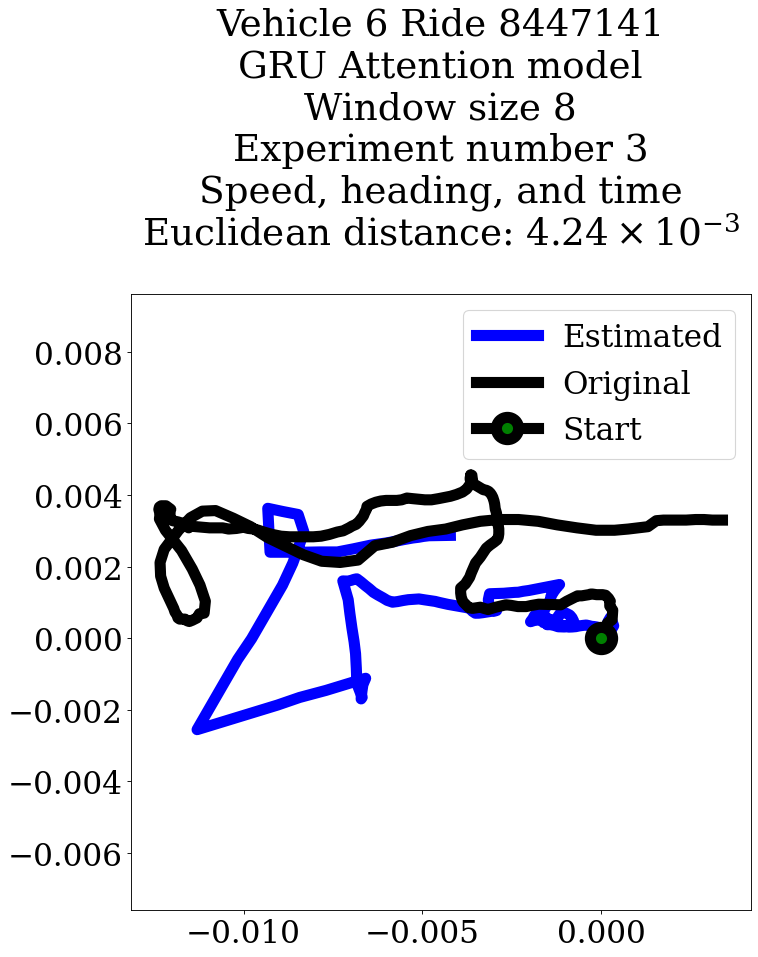 Vehicle 6 Ride 8447141
GRU Attention model
Window size 8
Experiment number 3
Speed, heading, and time
Euclidean distance: 4.24 × 10⁻³
Estimated
Original
Start
0.008
0.006
0.004
0.002
0.000
−0.002
−0.004
−0.006
−0.010 −0.005 0.000